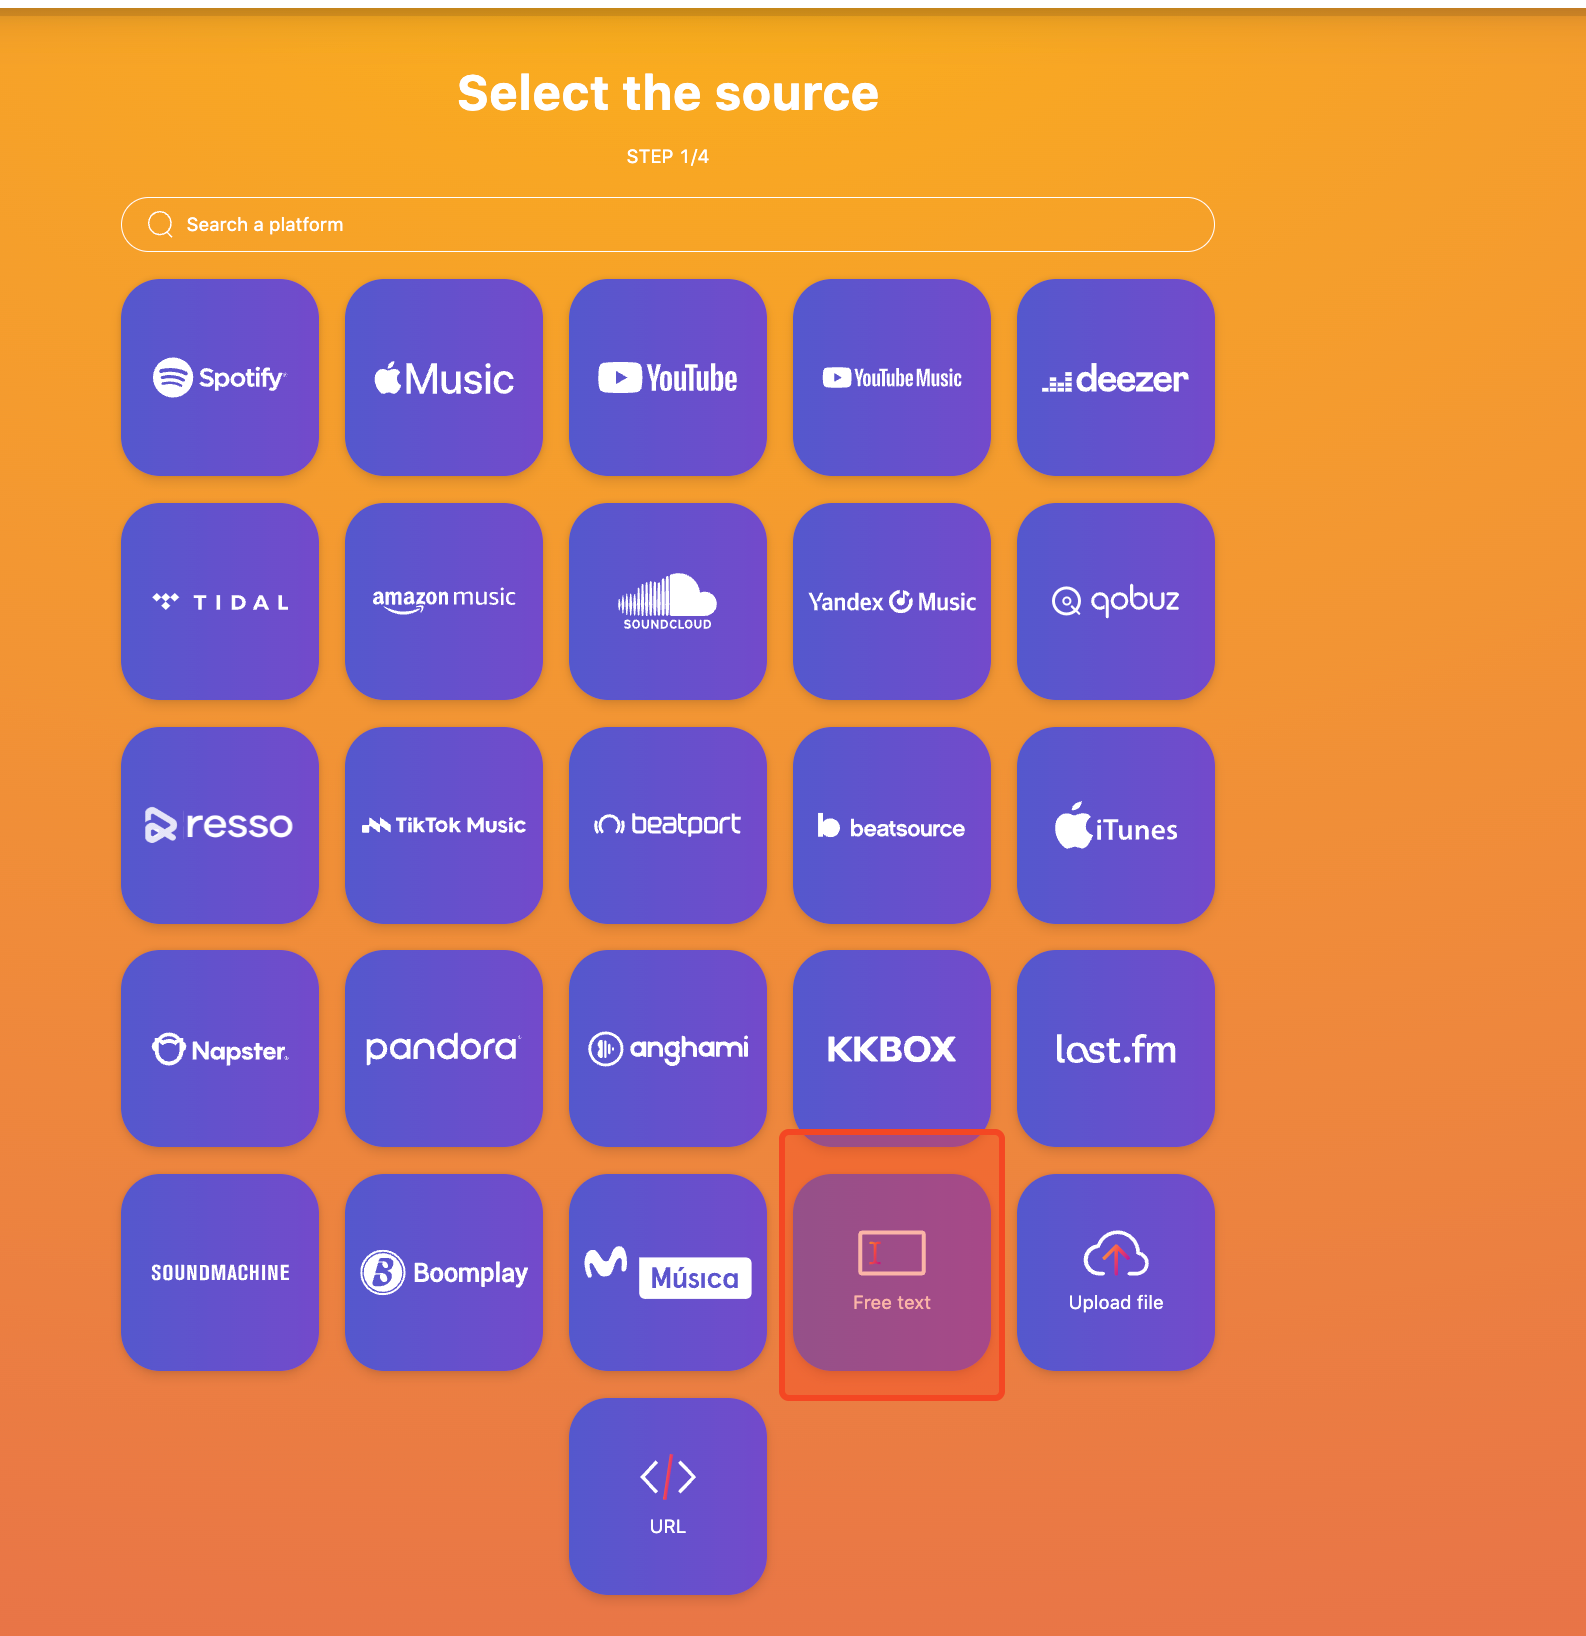 Select the source
STEP 1/4
Search a platform
Spotify
Music
YouTube
YouTube Music
deezer
TIDAL
amazon music
SOUNDCLOUD
Yandex Music
qobuz
resso
TikTok Music
beatport
beatsource
iTunes
Napster
pandora
anghami
KKBOX
last.fm
SOUNDMACHINE
Boomplay
Música
Free text
Upload file
URL